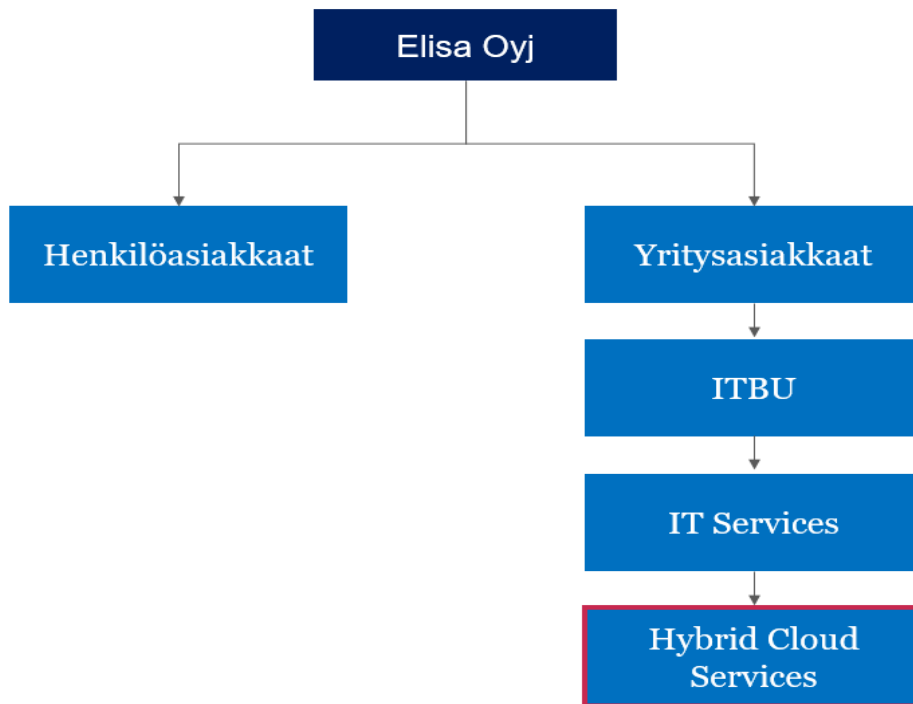 Elisa Oyj
Henkilöasiakkaat
Yritysasiakkaat
ITBU
IT Services
Hybrid Cloud
Services